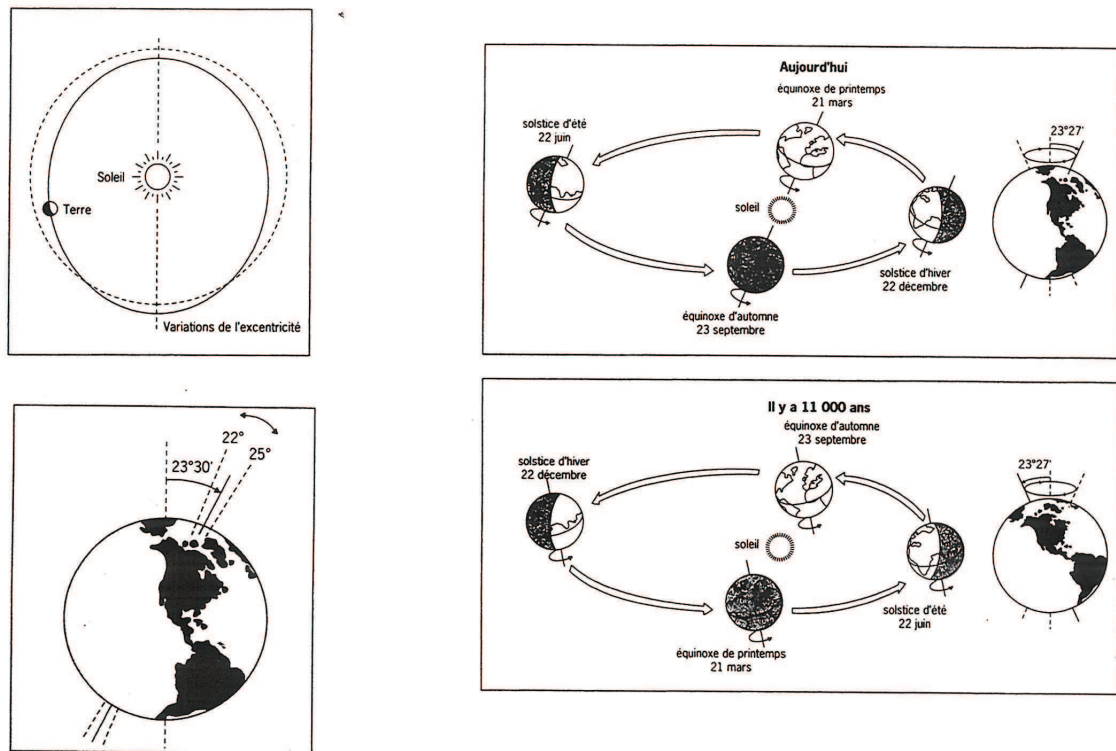 Soleil
Terre
Variations de l'excentricité
22°
25°
23°30'
Aujourd'hui
équinoxe de printemps
21 mars
solstice d'été
22 juin
23°27'
soleil
solstice d'hiver
22 décembre
équinoxe d'automne
23 septembre
Il y a 11 000 ans
équinoxe d'automne
23 septembre
solstice d'hiver
22 décembre
23°27'
soleil
solstice d'été
22 juin
équinoxe de printemps
21 mars